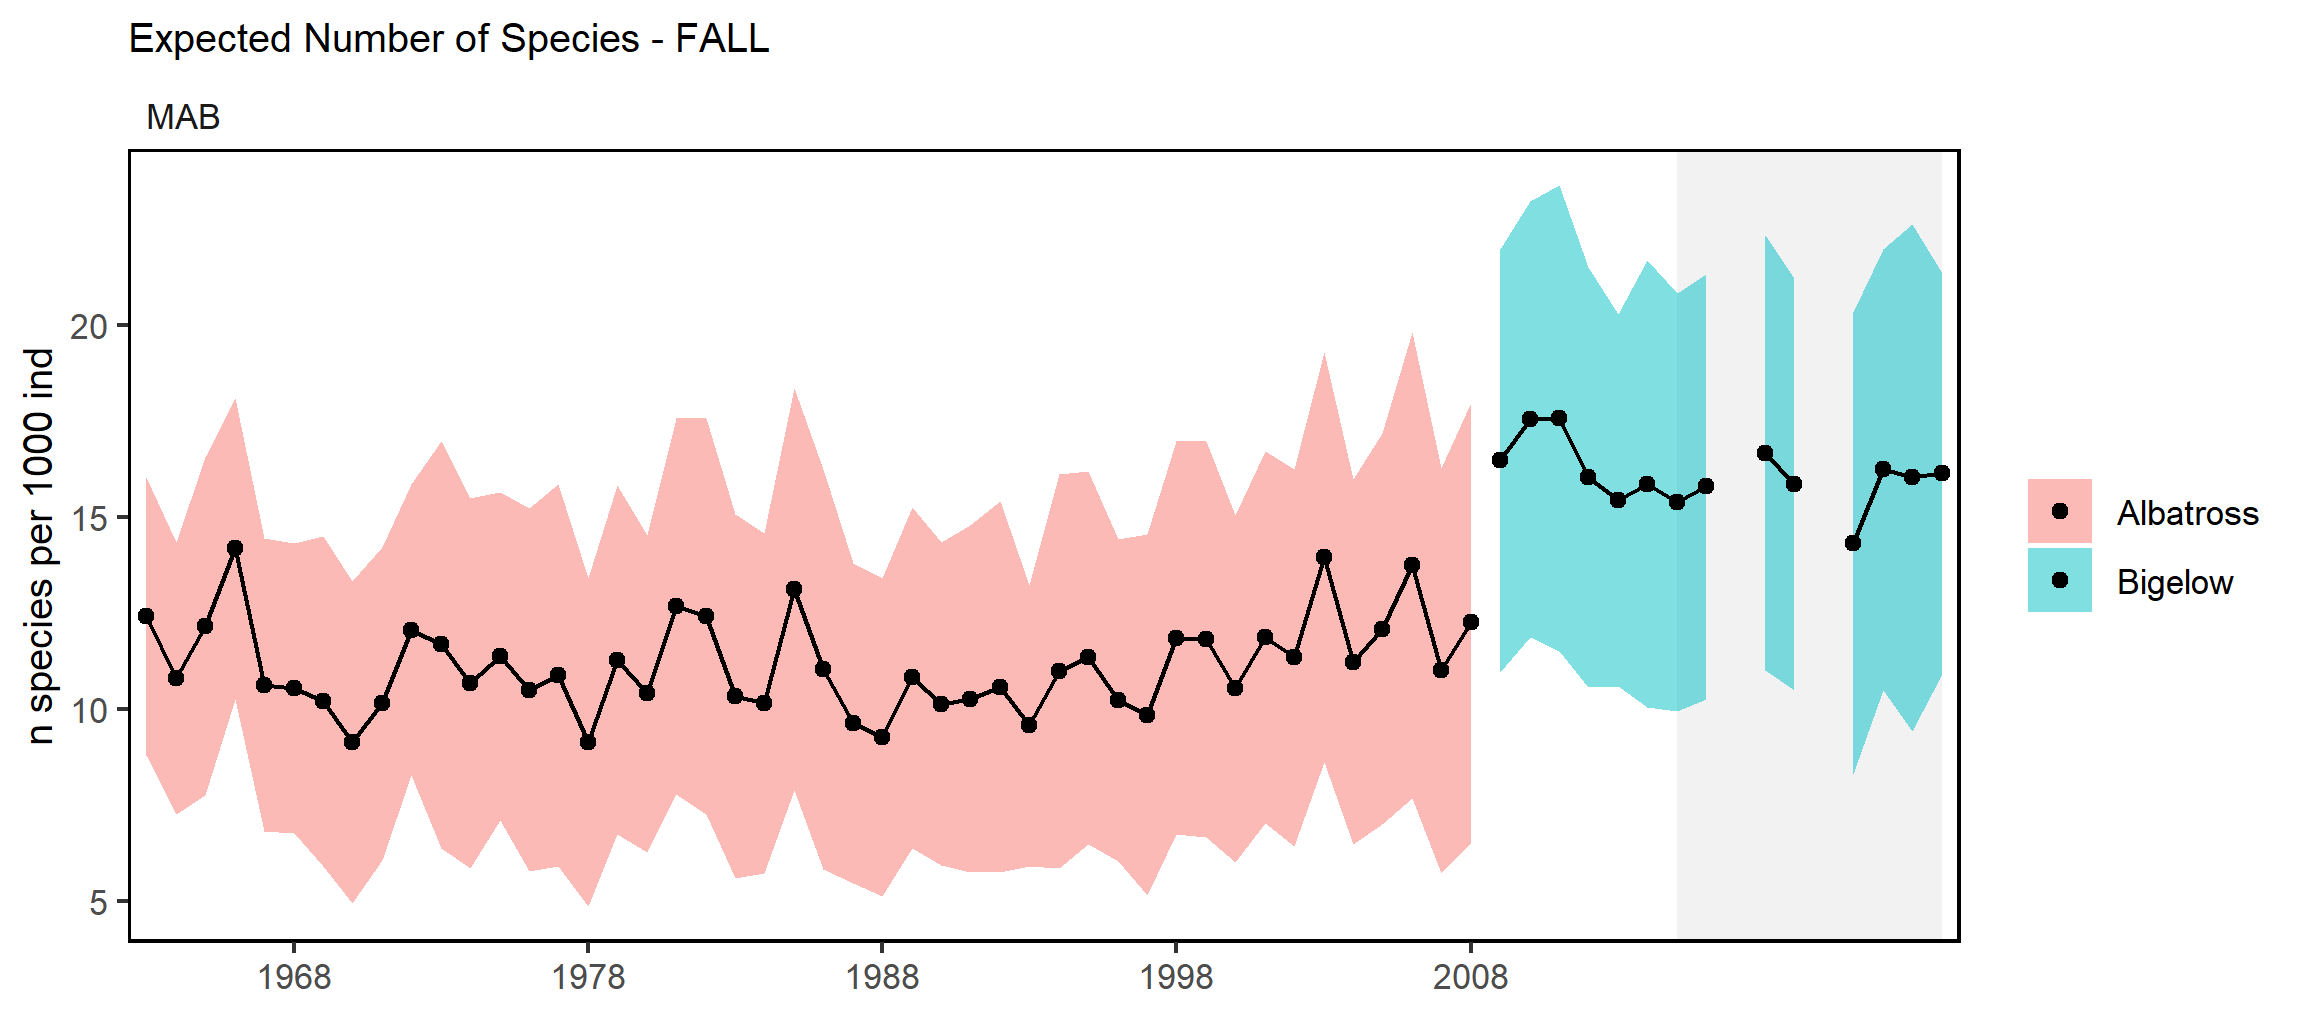 Expected Number of Species - FALL
MAB
n species per 1000 ind
20
15
10
5
1968 1978 1988 1998 2008
Albatross
Bigelow